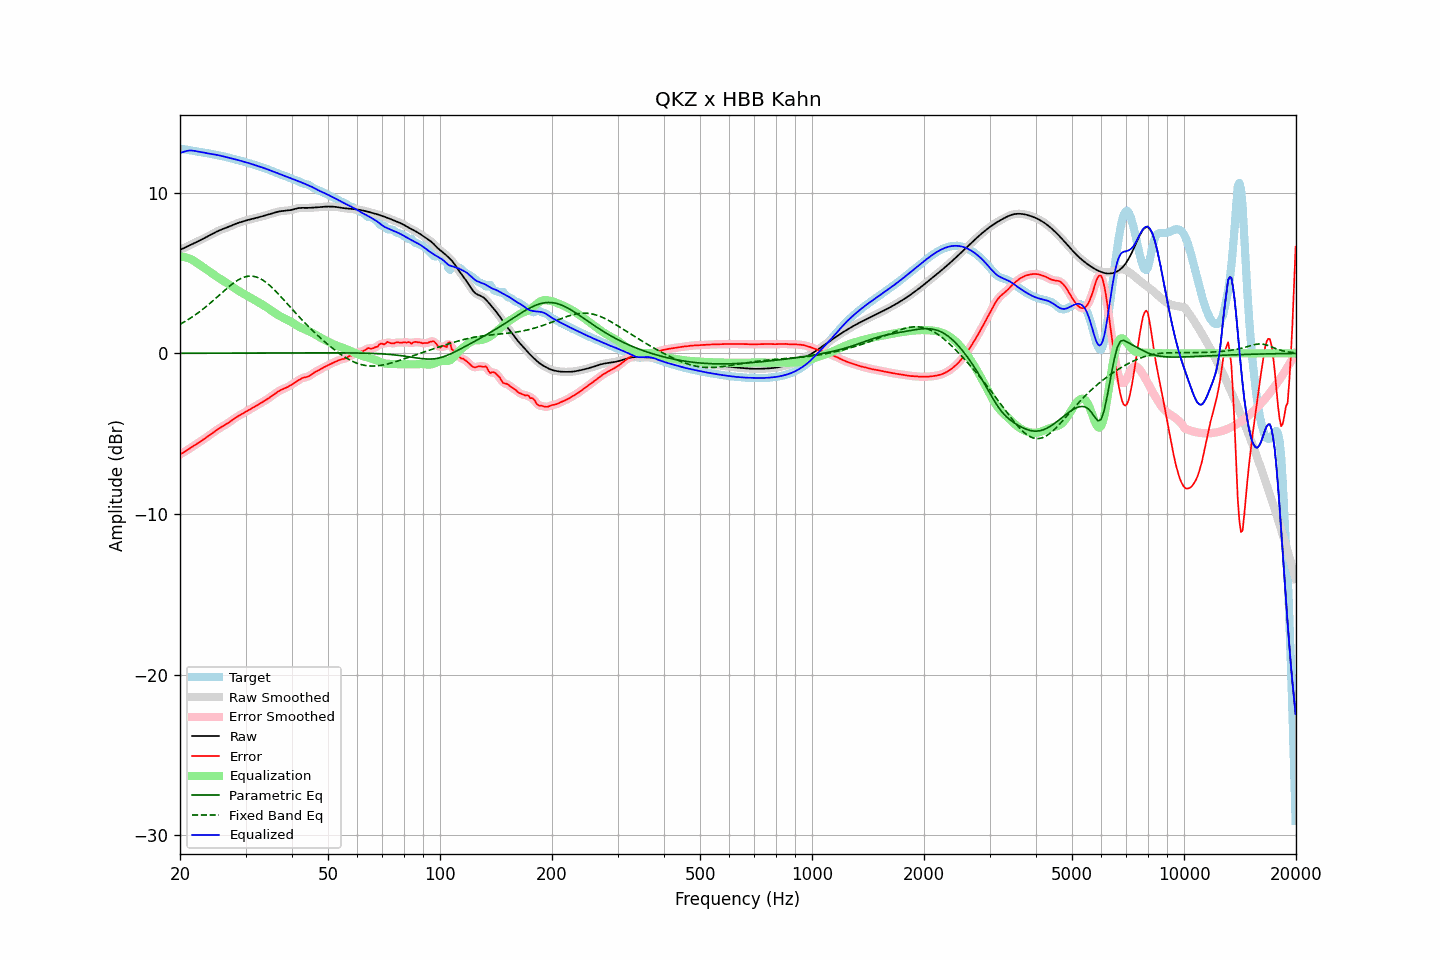 QKZ x HBB Kahn
Amplitude (dBr)
10
0
−10
−20
−30
Target
Raw Smoothed
Error Smoothed
Raw
Error
Equalization
Parametric Eq
Fixed Band Eq
Equalized
20 50 100 200 500 1000 2000 5000 10000 20000
Frequency (Hz)